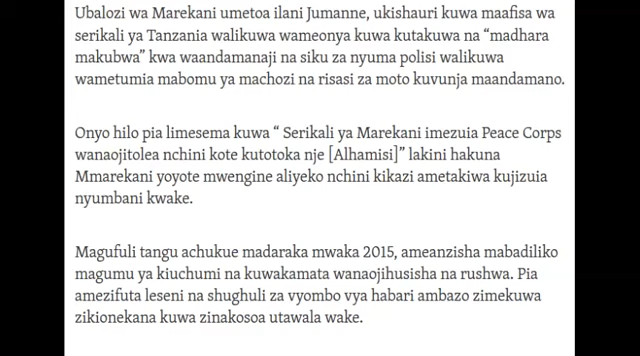 Ubalozi wa Marekani umetoa ilani Jumanne, ukishauri kuwa maafisa wa
serikali ya Tanzania walikuwa wameonya kuwa kutakuwa na “madhara
makubwa” kwa waandamanaji na siku za nyuma polisi walikuwa
wametumia mabomu ya machozi na risasi za moto kuvunja maandamano.
Onyo hilo pia limesema kuwa “ Serikali ya Marekani imezuia Peace Corps
wanaojitolea nchini kote kutotoka nje [Alhamisi]” lakini hakuna
Mmarekani yoyote mwengine aliyeko nchini kikazi ametakiwa kujizuia
nyumbani kwake.
Magufuli tangu achukue madaraka mwaka 2015, ameanzisha mabadiliko
magumu ya kiuchumi na kuwakamata wanaojihusisha na rushwa. Pia
amezifuta leseni na shughuli za vyombo vya habari ambazo zimekuwa
zikionekana kuwa zinakosoa utawala wake.